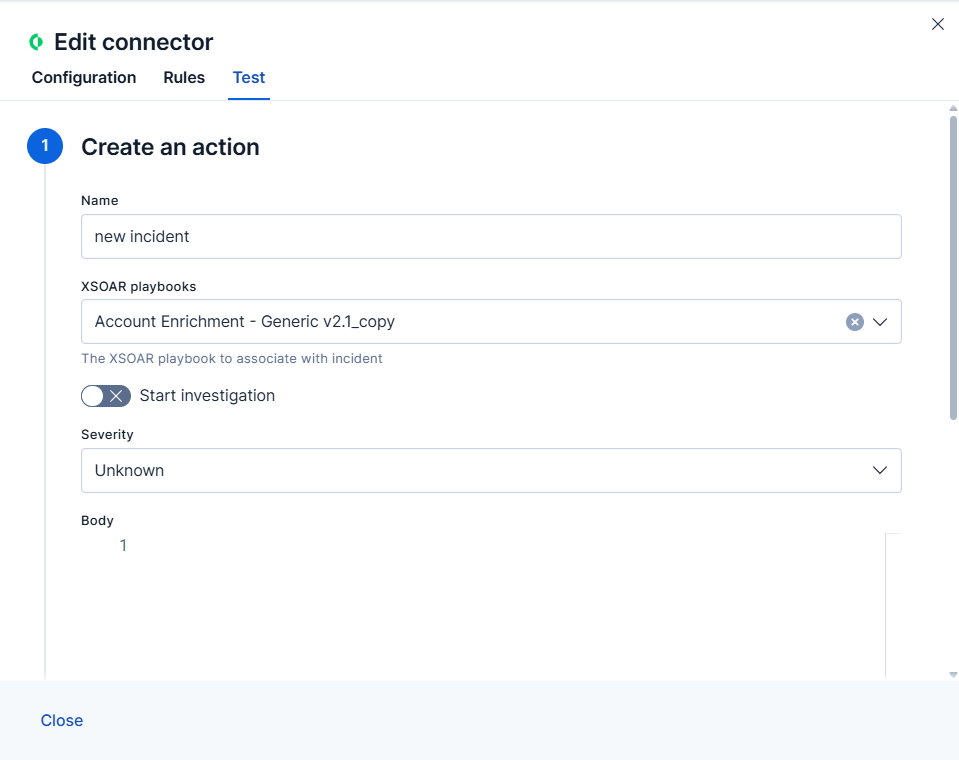 Edit connector
Configuration Rules Test
1 Create an action
Name
new incident
XSOAR playbooks
Account Enrichment - Generic v2.1_copy
The XSOAR playbook to associate with incident
Start investigation
Severity
Unknown
Body
1
Close